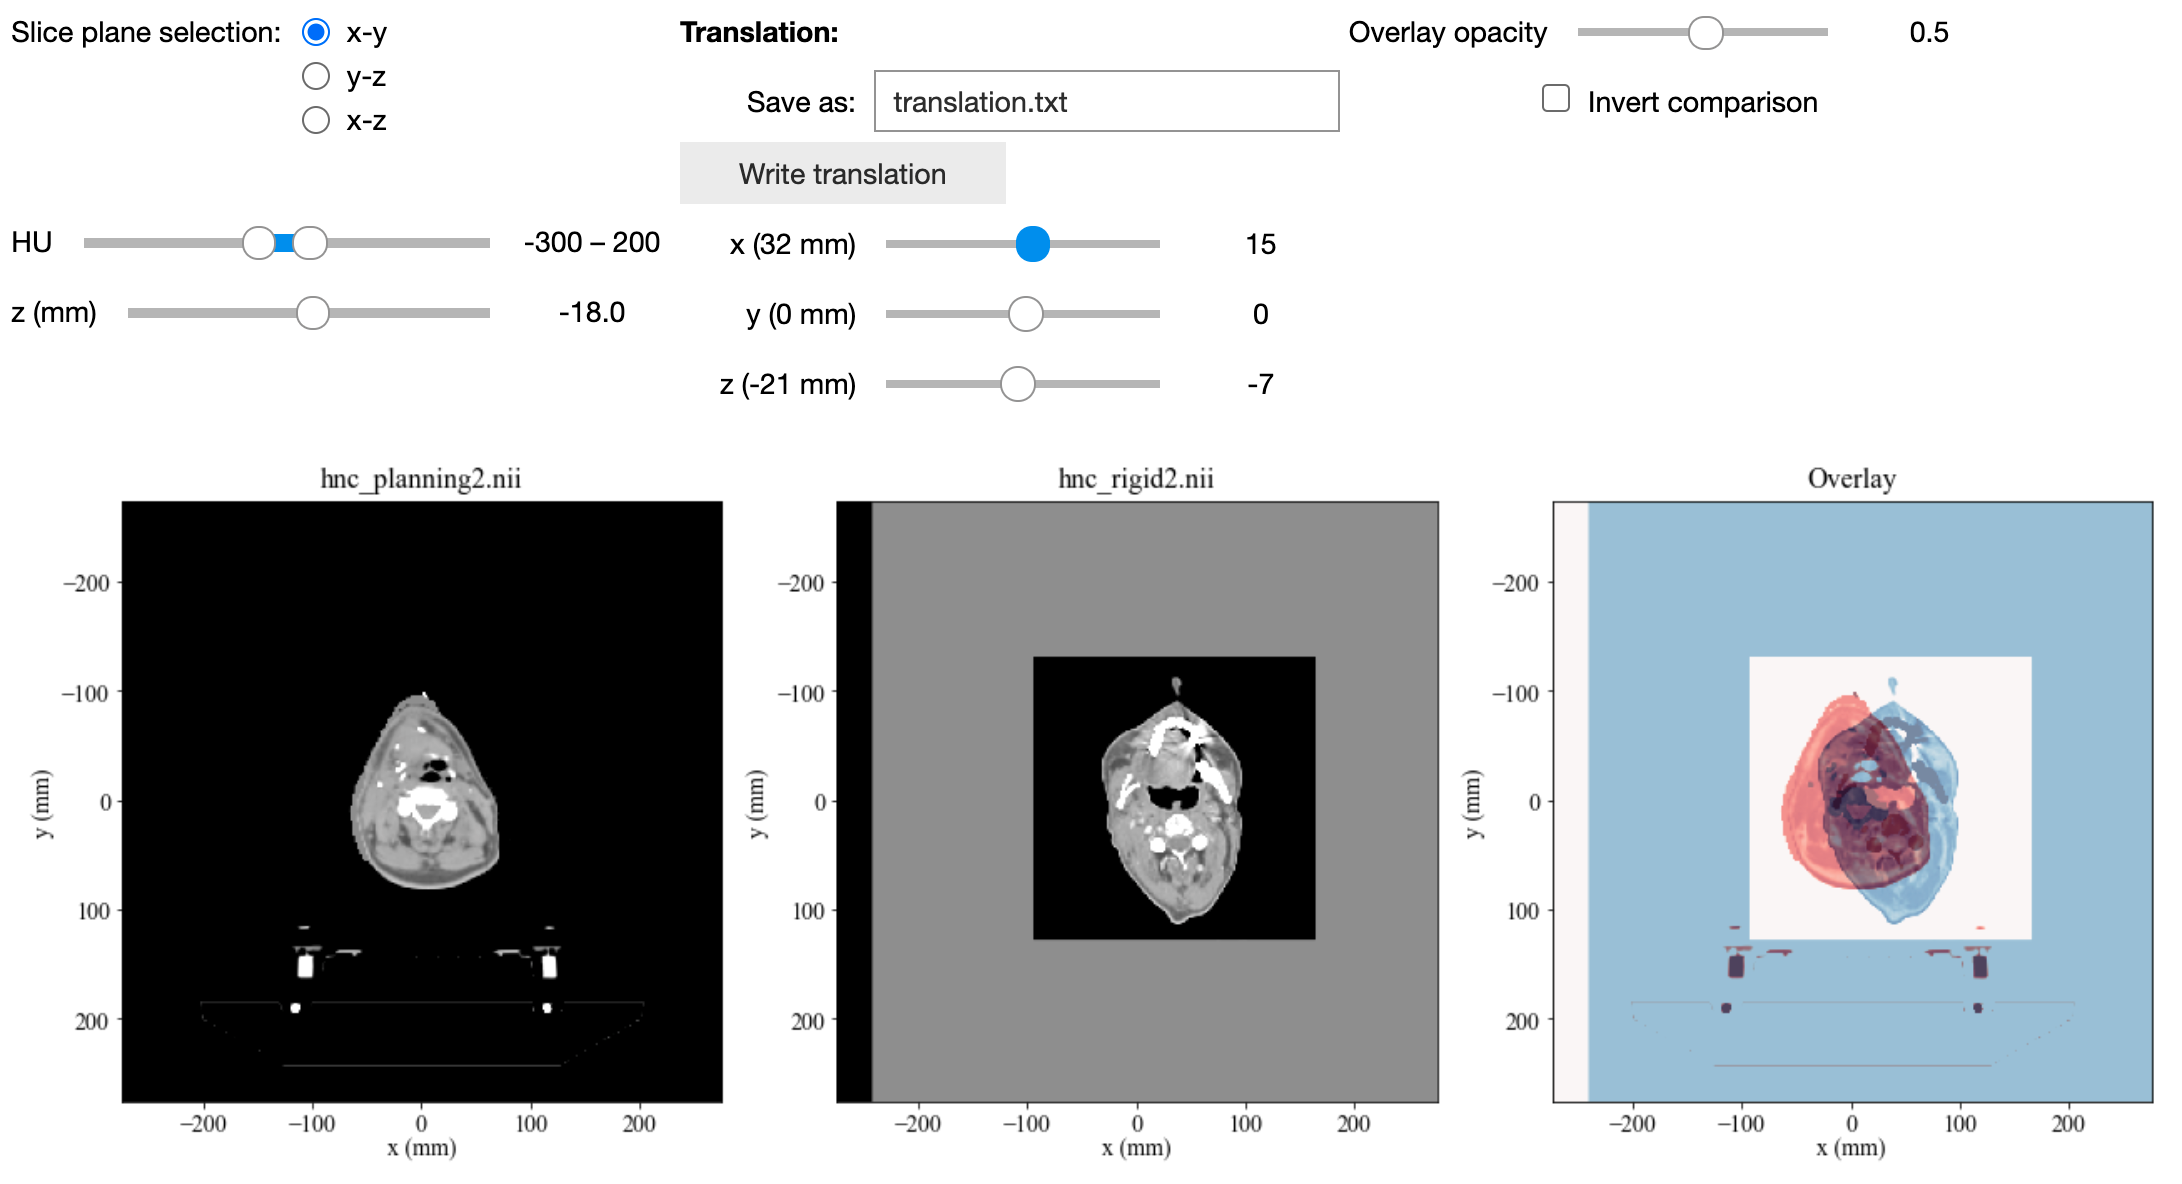 Slice plane selection: x-y
y-z
x-z
HU -300 – 200
z (mm) -18.0
Translation:
Save as: translation.txt
Write translation
x (32 mm) 15
y (0 mm) 0
z (-21 mm) -7
Overlay opacity 0.5
Invert comparison
hnc_planning2.nii
−200
−100
0
100
200
y (mm)
−200 −100 0 100 200
x (mm)
hnc_rigid2.nii
−200
−100
0
100
200
y (mm)
−200 −100 0 100 200
x (mm)
Overlay
−200
−100
0
100
200
y (mm)
−200 −100 0 100 200
x (mm)